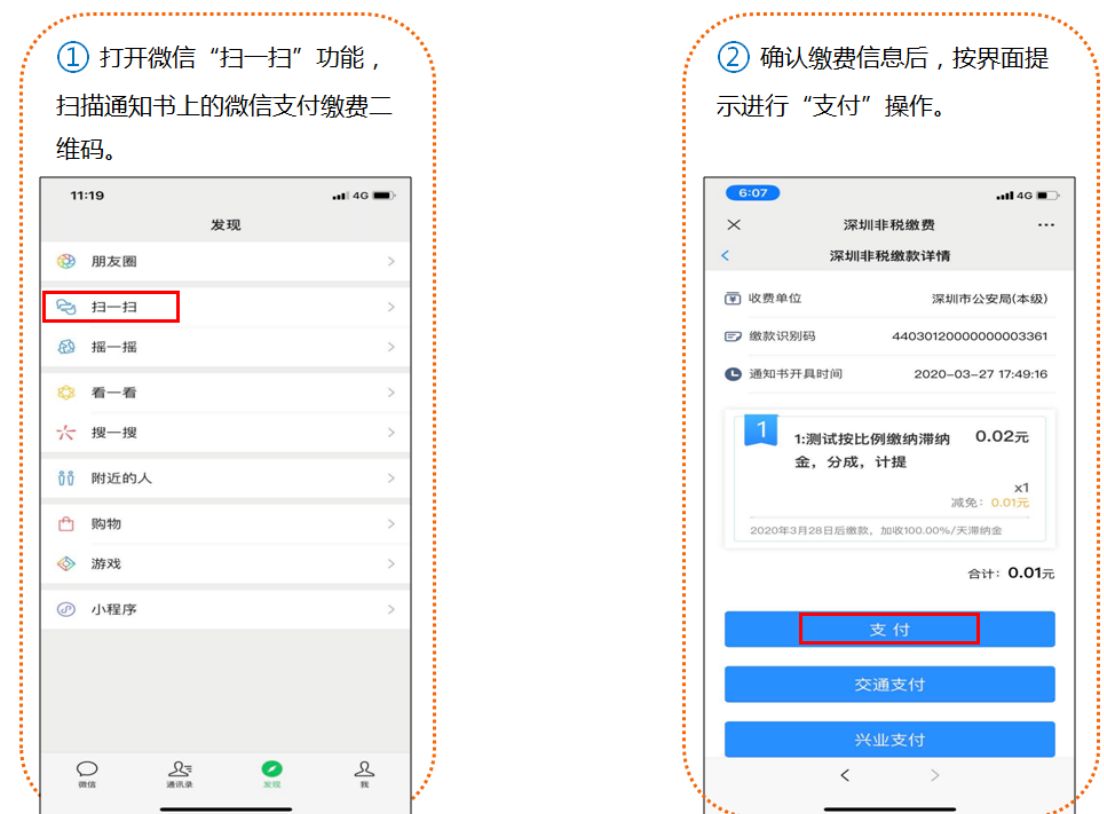 ① 打开微信“扫一扫”功能，
扫描通知书上的微信支付缴费二
维码。
11:19
4G
发现
朋友圈
扫一扫
摇一摇
看一看
搜一搜
附近的人
购物
游戏
小程序
微信 通讯录 发现 我
② 确认缴费信息后，按界面提
示进行“支付”操作。
6:07
4G
深圳非税缴费
深圳非税缴款详情
收费单位 深圳市公安局(本级)
缴款识别码 44030120000000003361
通知书开具时间 2020-03-27 17:49:16
1
1:测试按比例缴纳滞纳 0.02元
金，分成，计提
x1
减免：0.01元
2020年3月28日后缴款，加收100.00%/天滞纳金
合计：0.01元
支付
交通支付
兴业支付